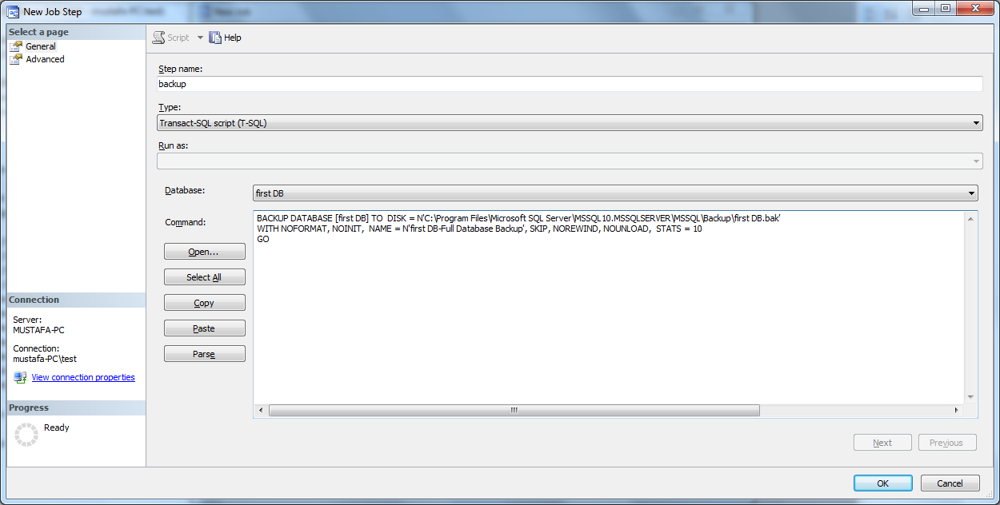 New Job Step
Select a page
General
Advanced
Script
Help
Step name:
backup
Type:
Transact-SQL script (T-SQL)
Run as:
Database:
first DB
Command:
BACKUP DATABASE [first DB] TO  DISK = N'C:\Program Files\Microsoft SQL Server\MSSQL10.MSSQLSERVER\MSSQL\Backup\first DB.bak'
WITH NOFORMAT, NOINIT,  NAME = N'first DB-Full Database Backup', SKIP, NOREWIND, NOUNLOAD,  STATS = 10
GO
Open...
Select All
Copy
Paste
Parse
Connection
Server:
MUSTAFA-PC
Connection:
mustafa-PC\test
View connection properties
Progress
Ready
Next
Previous
OK
Cancel